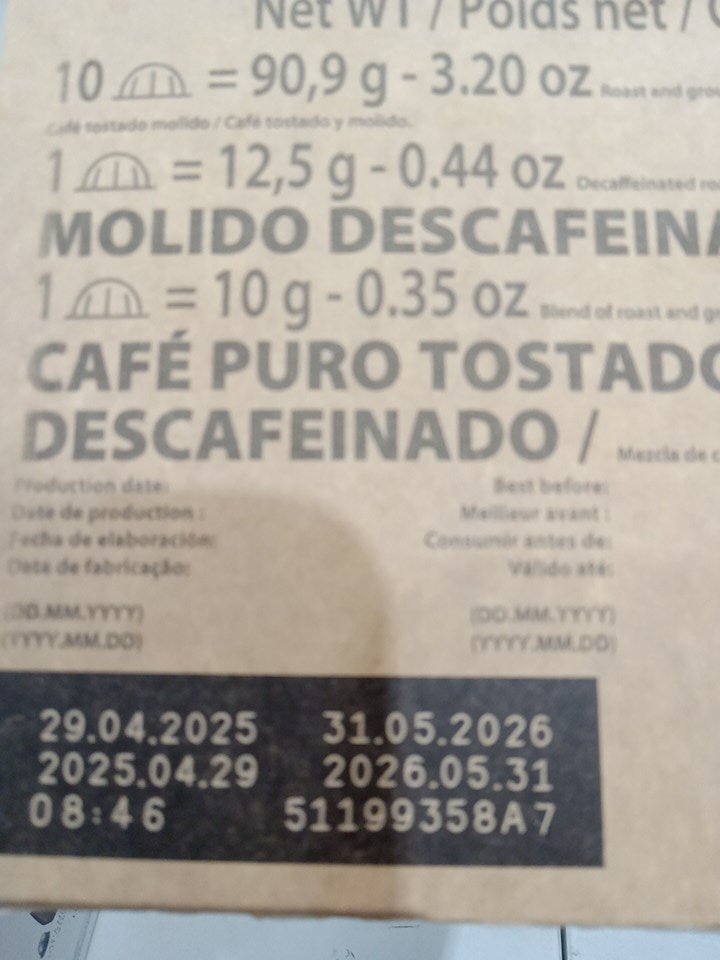 Net WT / Poids net /
10 = 90,9 g - 3.20 oz Roast and
Café tostado molido / Café tostado y molido.
1 = 12,5 g - 0.44 oz Decaffeinated
MOLIDO DESCAFEINA
1 = 10 g - 0.35 oz Blend of roast and
CAFÉ PURO TOSTADO
DESCAFEINADO / Mezcla de
Production date: Best before:
Date de production : Meilleur avant :
Fecha de elaboración: Consumir antes de:
Data de fabricação: Válido até:
(DD.MM.YYYY) (DD.MM.YYYY)
(YYYY.MM.DD) (YYYY.MM.DD)
29.04.2025 31.05.2026
2025.04.29 2026.05.31
08:46 51199358A7